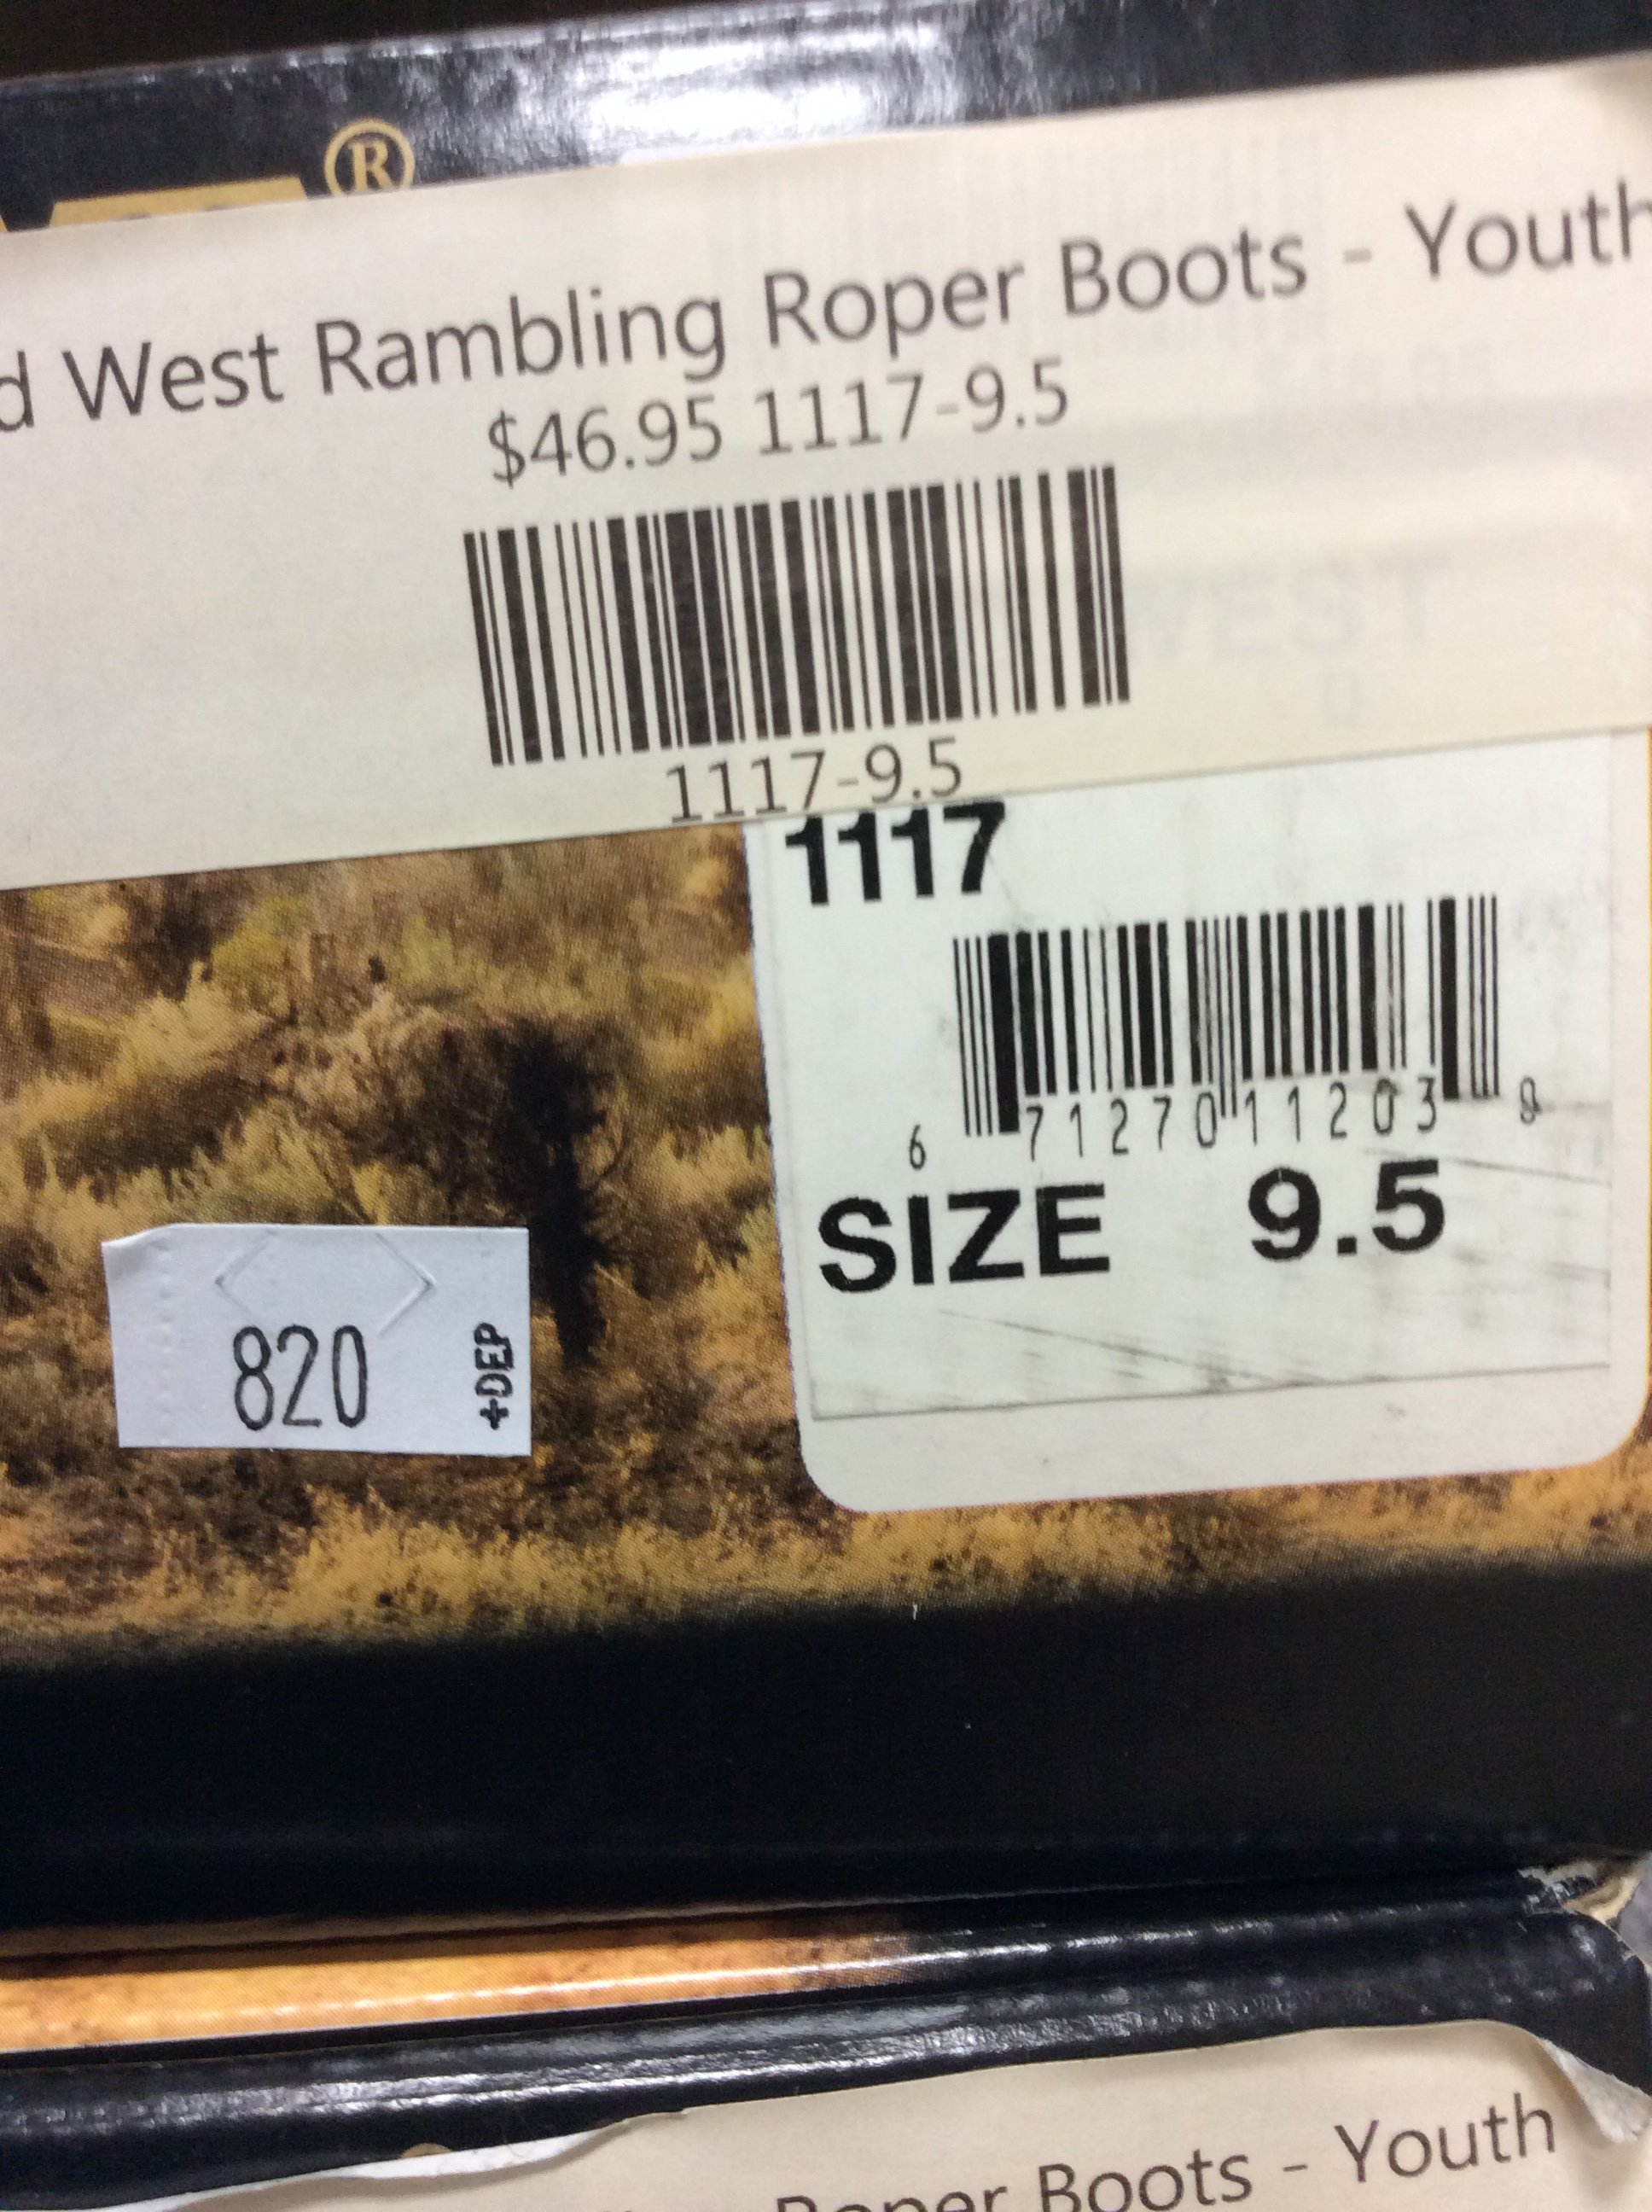 ®
d West Rambling Roper Boots - Youth
$46.95 1117-9.5
1117-9.5
WEST
D
1117
6 71270 11203 9
SIZE 9.5
820
+DEP
Roper Boots - Youth